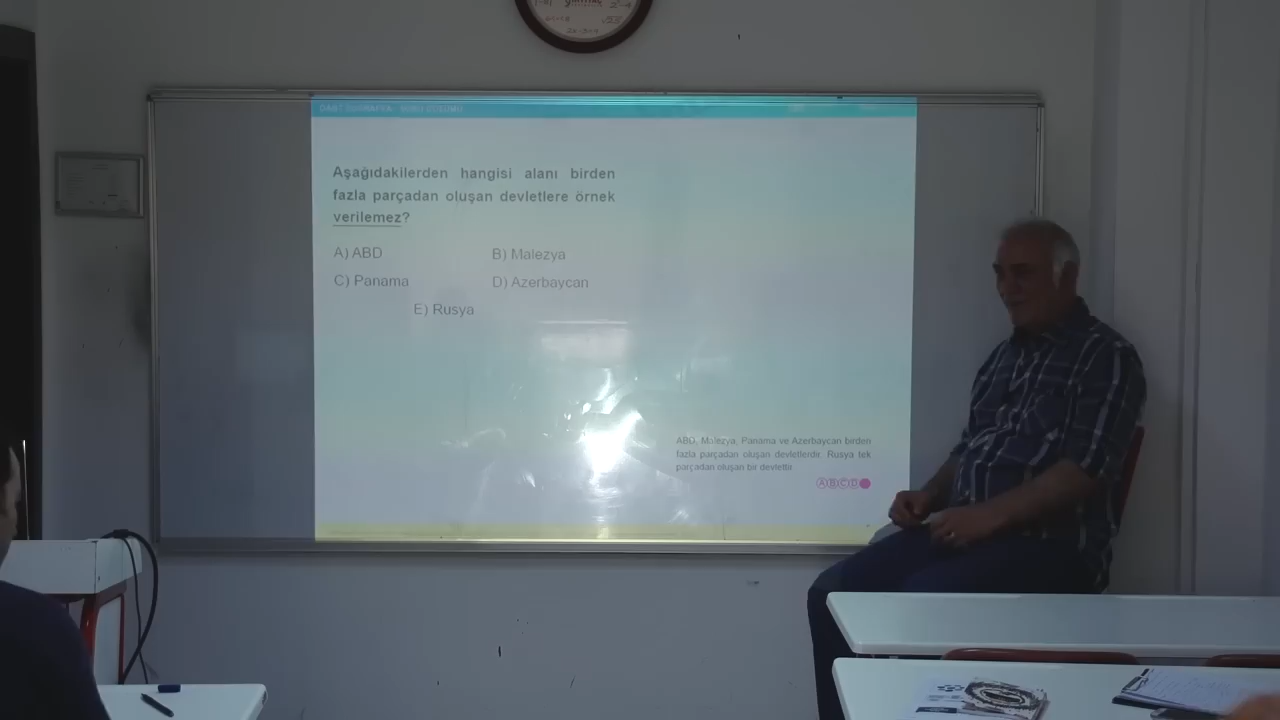 Aşağıdakilerden hangisi alanı birden
fazla parçadan oluşan devletlere örnek
verilemez?
A) ABD
B) Malezya
C) Panama
D) Azerbaycan
E) Rusya
ABD, Malezya, Panama ve Azerbaycan birden
fazla parçadan oluşan devletlerdir. Rusya tek
parçadan oluşan bir devlettir.
A B C D